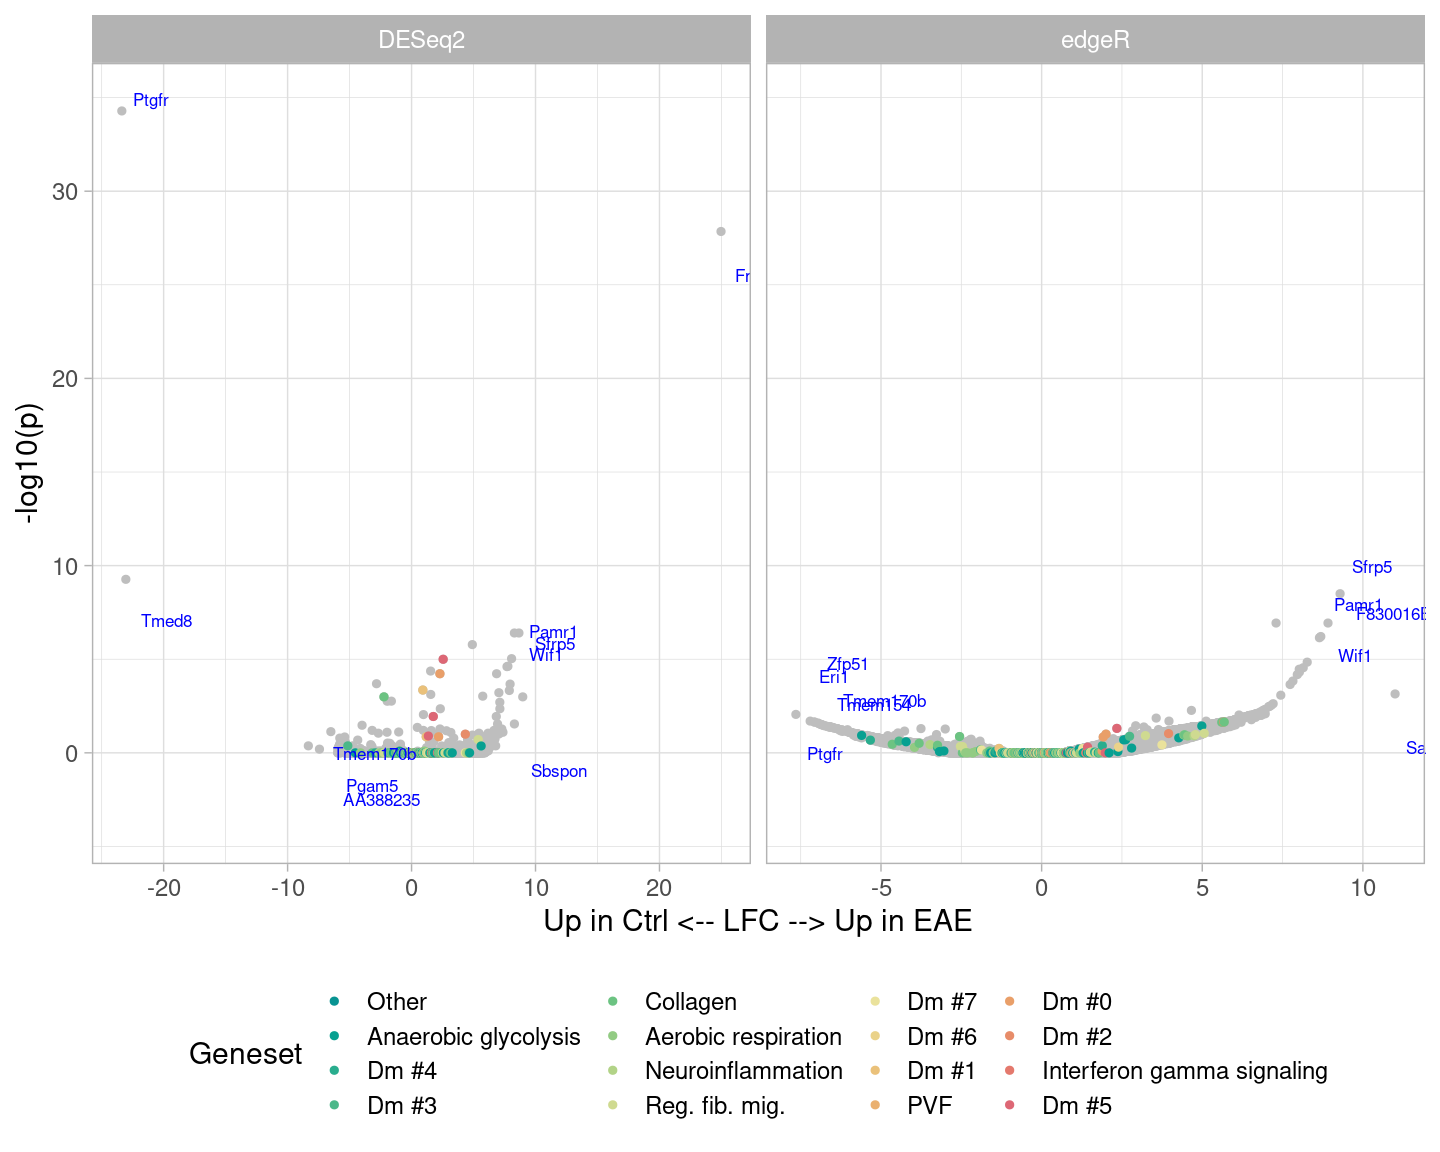 DESeq2
edgeR
Ptgfr
30
Fr
20
-log10(p)
10
Sfrp5
Pamr1
F830016B
Tmed8
Pamr1
Sfrp5
Wif1
Wif1
Zfp51
Eri1
Tmem170b
Tmem154
0
Tmem170b
Ptgfr
Sa
Sbspon
Pgam5
AA388235
-20 -10 0 10 20
-5 0 5 10
Up in Ctrl <-- LFC --> Up in EAE
Geneset
Other
Anaerobic glycolysis
Dm #4
Dm #3
Collagen
Aerobic respiration
Neuroinflammation
Reg. fib. mig.
Dm #7
Dm #6
Dm #1
PVF
Dm #0
Dm #2
Interferon gamma signaling
Dm #5